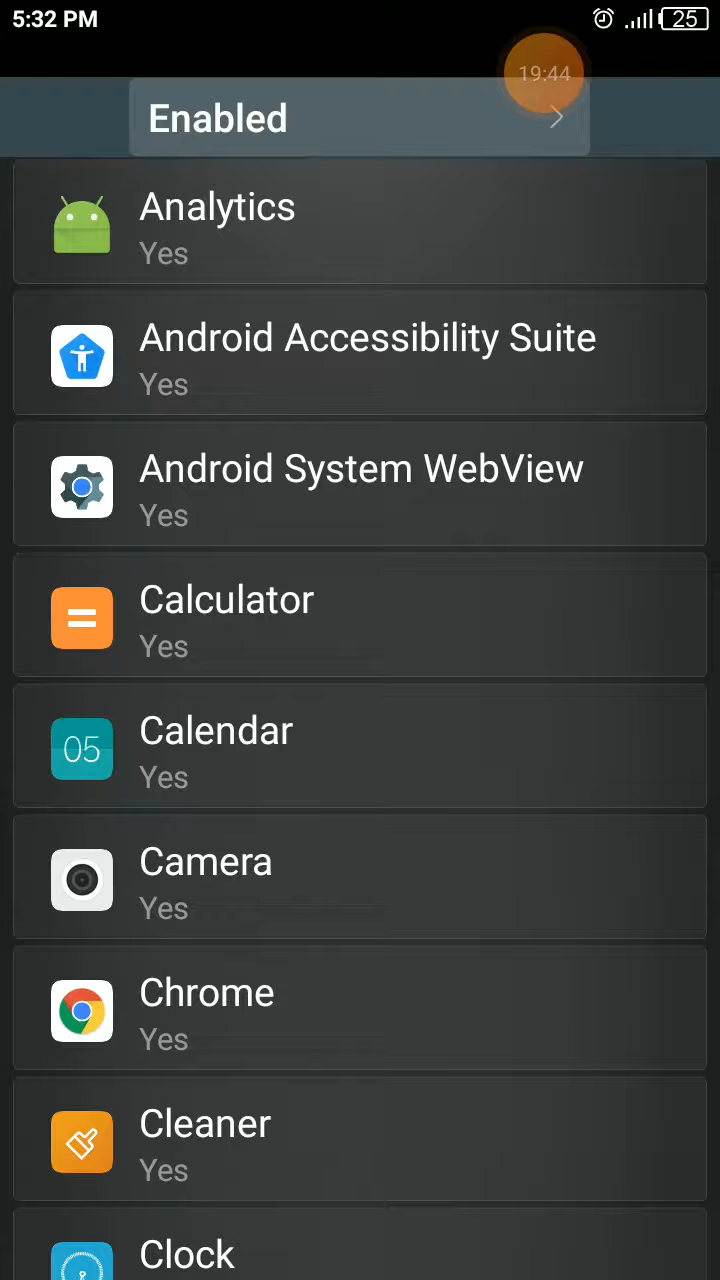 5:32 PM
25
19:44
Enabled
Analytics
Yes
Android Accessibility Suite
Yes
Android System WebView
Yes
Calculator
Yes
05
Calendar
Yes
Camera
Yes
Chrome
Yes
Cleaner
Yes
Clock